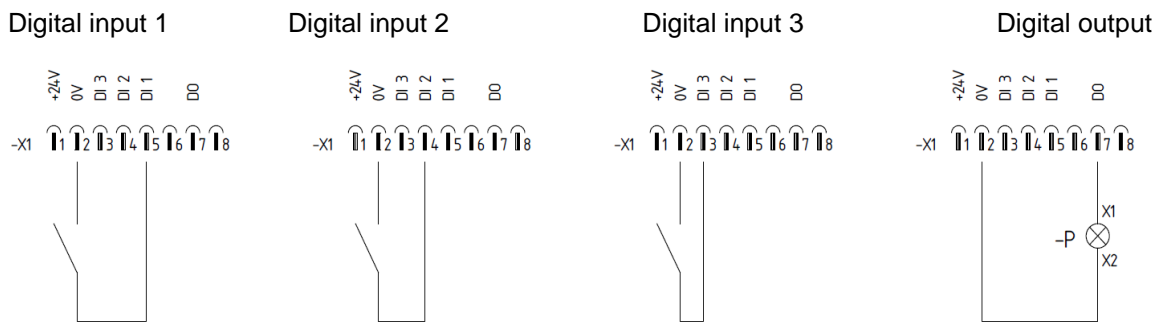 Digital input 1
Digital input 2
Digital input 3
Digital output
+24V 0V DI 3 DI 2 DI 1 DO
+24V 0V DI 3 DI 2 DI 1 DO
+24V 0V DI 3 DI 2 DI 1 DO
+24V 0V DI 3 DI 2 DI 1 DO
-X1 1 2 3 4 5 6 7 8
-X1 1 2 3 4 5 6 7 8
-X1 1 2 3 4 5 6 7 8
-X1 1 2 3 4 5 6 7 8
X1
-P
X2